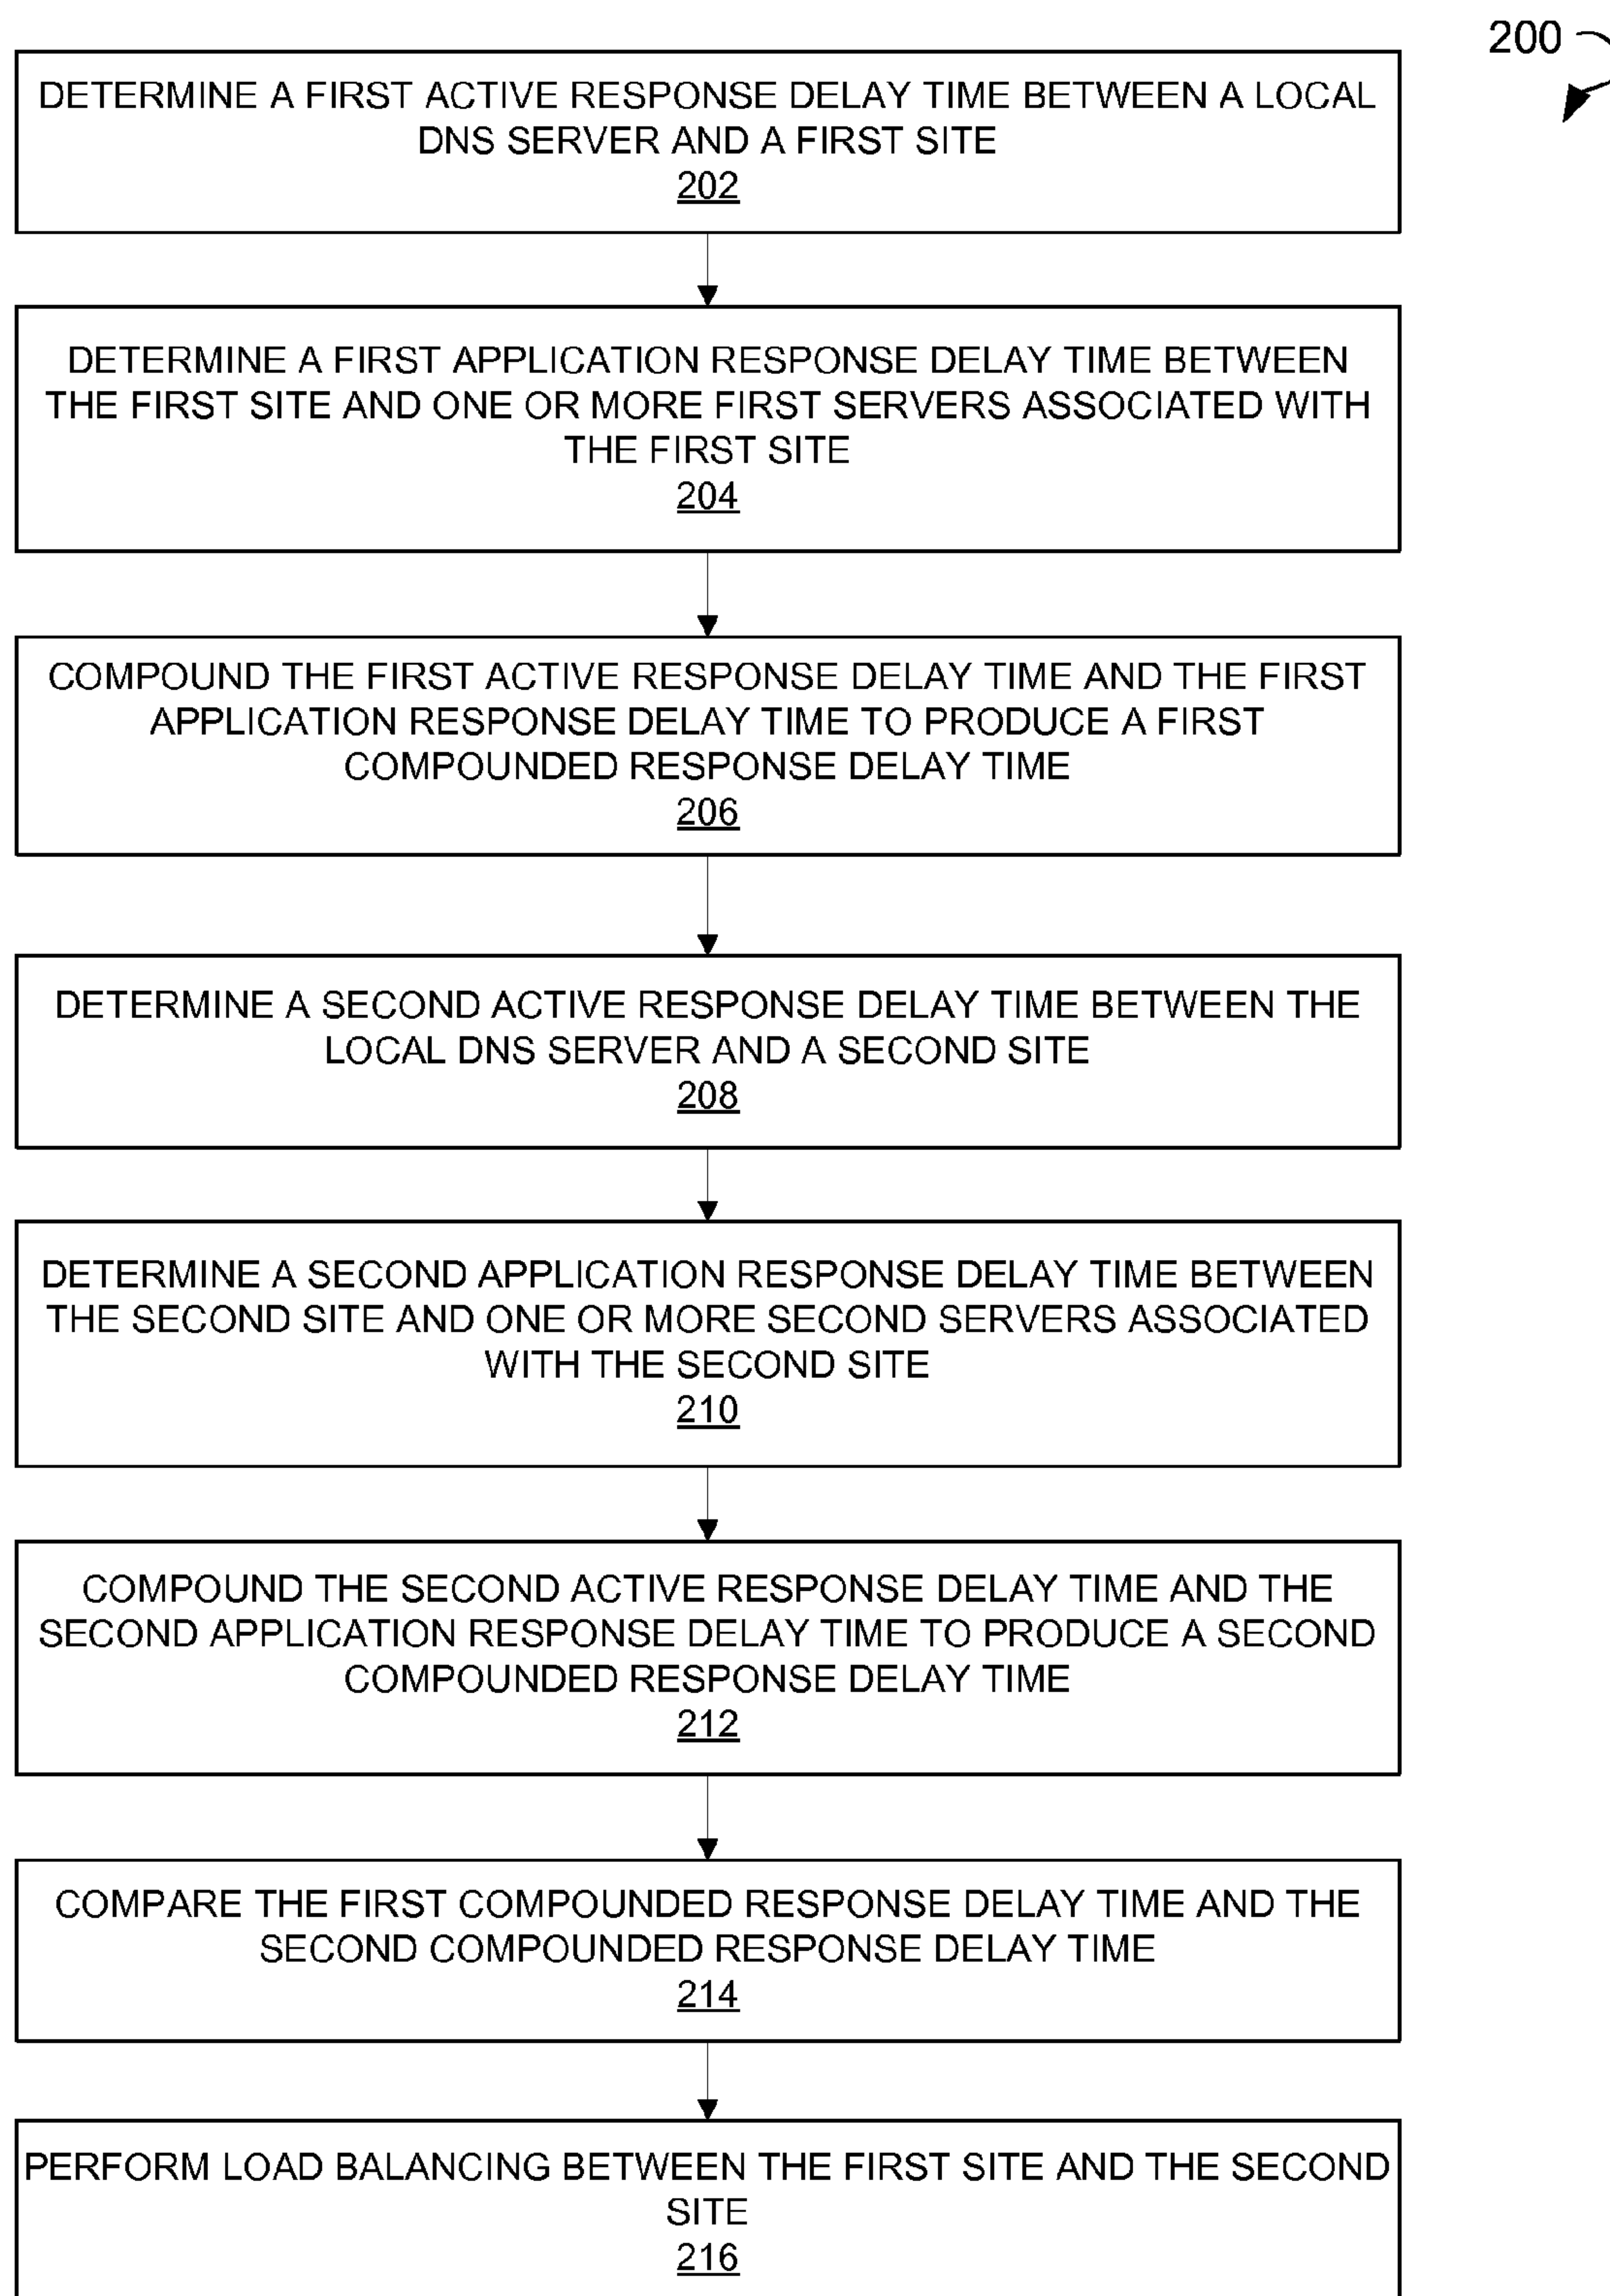 200
DETERMINE A FIRST ACTIVE RESPONSE DELAY TIME BETWEEN A LOCAL
DNS SERVER AND A FIRST SITE
202
DETERMINE A FIRST APPLICATION RESPONSE DELAY TIME BETWEEN
THE FIRST SITE AND ONE OR MORE FIRST SERVERS ASSOCIATED WITH
THE FIRST SITE
204
COMPOUND THE FIRST ACTIVE RESPONSE DELAY TIME AND THE FIRST
APPLICATION RESPONSE DELAY TIME TO PRODUCE A FIRST
COMPOUNDED RESPONSE DELAY TIME
206
DETERMINE A SECOND ACTIVE RESPONSE DELAY TIME BETWEEN THE
LOCAL DNS SERVER AND A SECOND SITE
208
DETERMINE A SECOND APPLICATION RESPONSE DELAY TIME BETWEEN
THE SECOND SITE AND ONE OR MORE SECOND SERVERS ASSOCIATED
WITH THE SECOND SITE
210
COMPOUND THE SECOND ACTIVE RESPONSE DELAY TIME AND THE
SECOND APPLICATION RESPONSE DELAY TIME TO PRODUCE A SECOND
COMPOUNDED RESPONSE DELAY TIME
212
COMPARE THE FIRST COMPOUNDED RESPONSE DELAY TIME AND THE
SECOND COMPOUNDED RESPONSE DELAY TIME
214
PERFORM LOAD BALANCING BETWEEN THE FIRST SITE AND THE SECOND
SITE
216